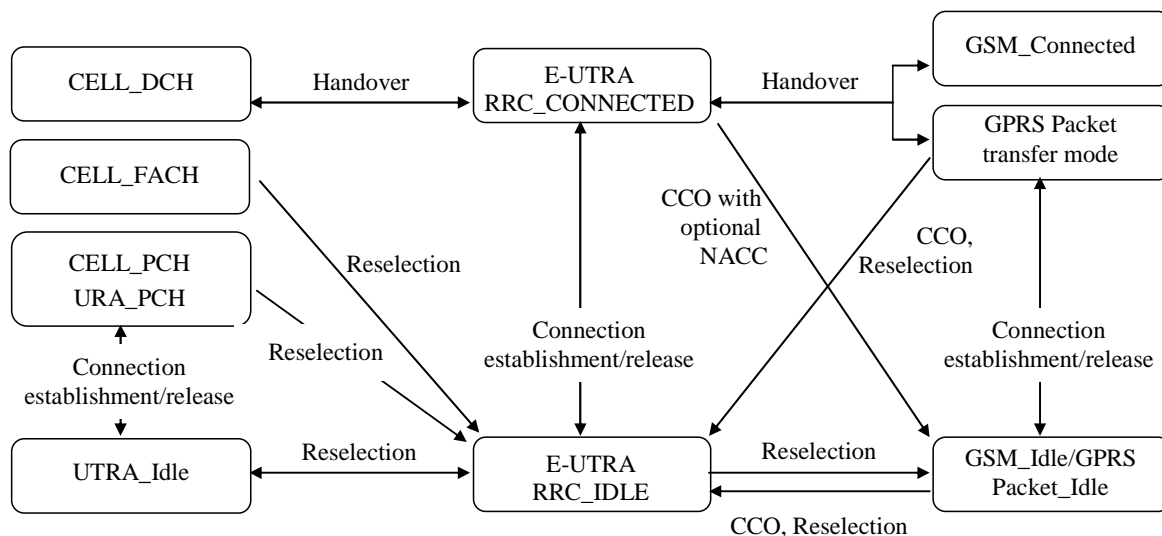 GSM_Connected
CELL_DCH
Handover
E-UTRA
RRC_CONNECTED
Handover
GPRS Packet
transfer mode
CELL_FACH
CCO with
optional
NACC
CCO,
Reselection
Reselection
CELL_PCH
URA_PCH
Reselection
Connection
establishment/release
Connection
establishment/release
Connection
establishment/release
UTRA_Idle
Reselection
E-UTRA
RRC_IDLE
Reselection
GSM_Idle/GPRS
Packet_Idle
CCO, Reselection